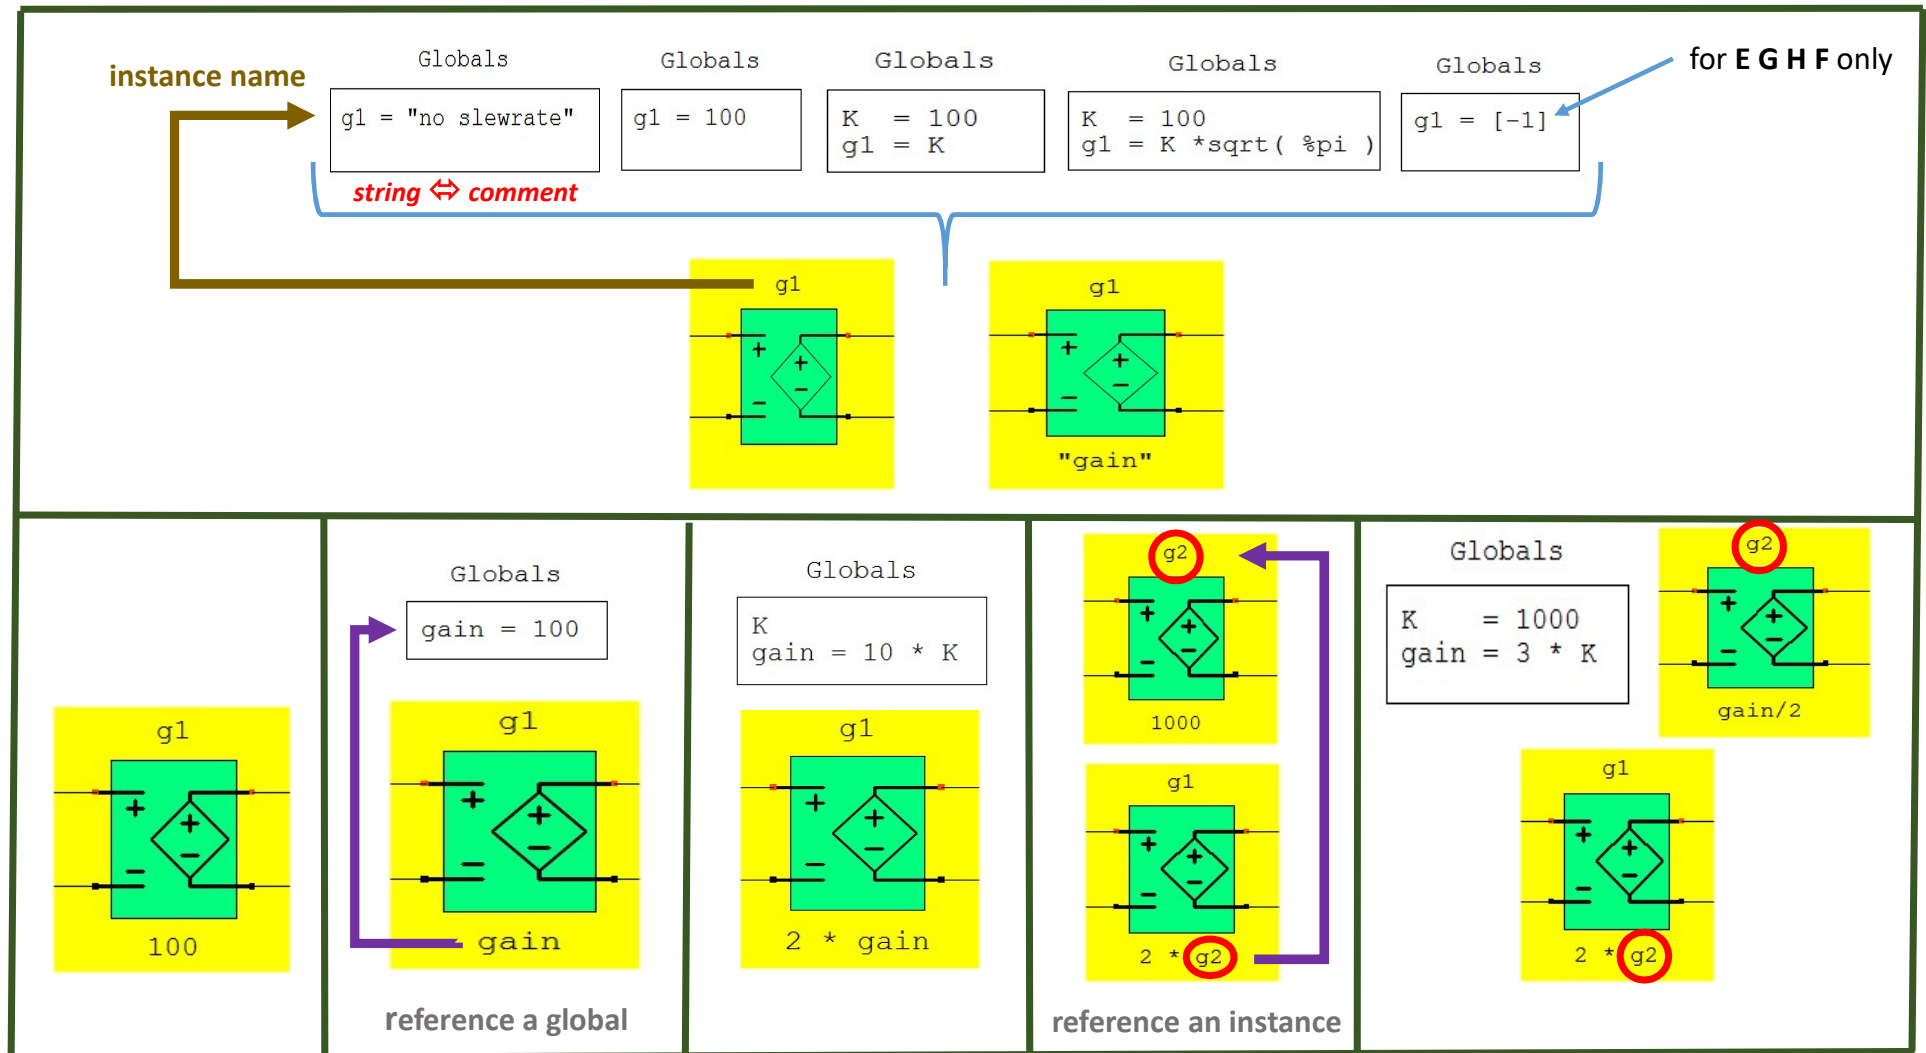 instance name
Globals
g1 = "no slewrate"
string ⇔ comment
Globals
g1 = 100
Globals
K = 100
g1 = K
Globals
K = 100
g1 = K *sqrt( %pi )
Globals
g1 = [-1]
for E G H F only
g1
+
+
−
−
g1
+
+
−
−
"gain"
g1
+
+
−
−
100
Globals
gain = 100
g1
+
+
−
−
gain
reference a global
Globals
K
gain = 10 * K
g1
+
+
−
−
2 * gain
g2
+
+
−
−
1000
g1
+
+
−
−
2 * g2
reference an instance
Globals
K = 1000
gain = 3 * K
g2
+
+
−
−
gain/2
g1
+
+
−
−
2 * g2